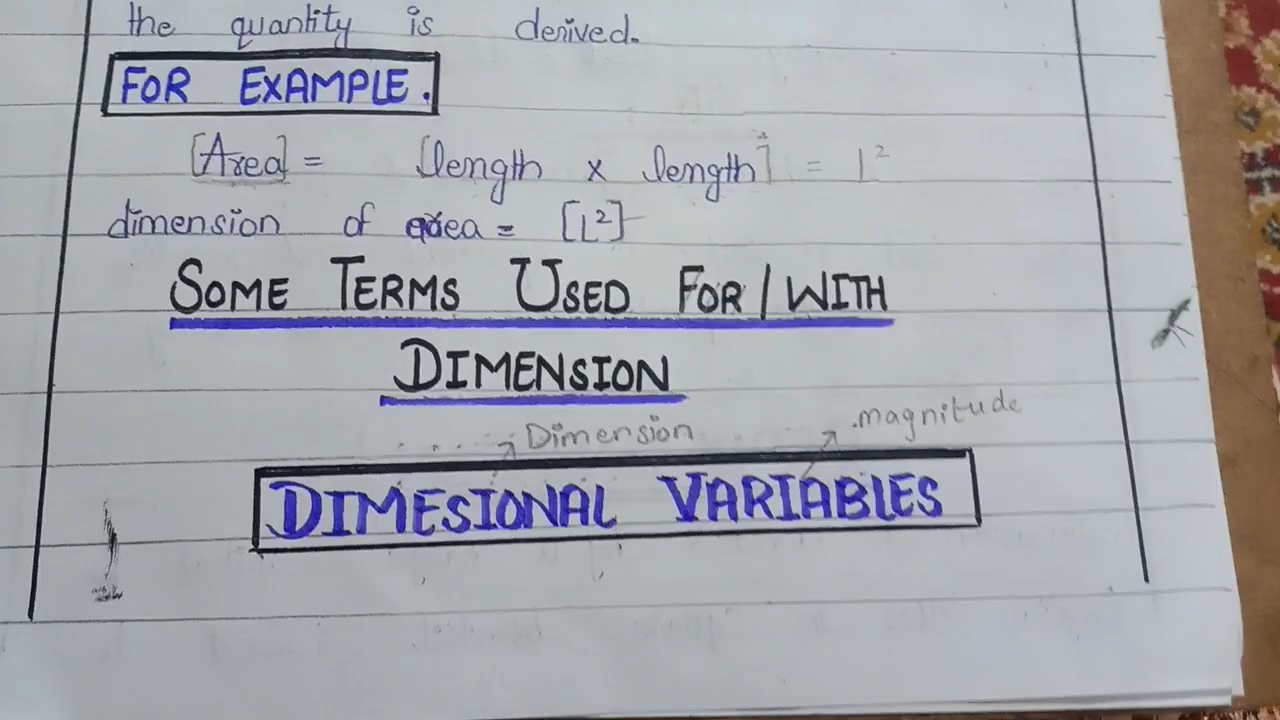 the quantity is derived.
FOR EXAMPLE.
[Area] = [length × length] = L²
dimension of area = [L²]
SOME TERMS USED FOR/WITH
DIMENSION
Dimension .magnitude
DIMESIONAL VARIABLES